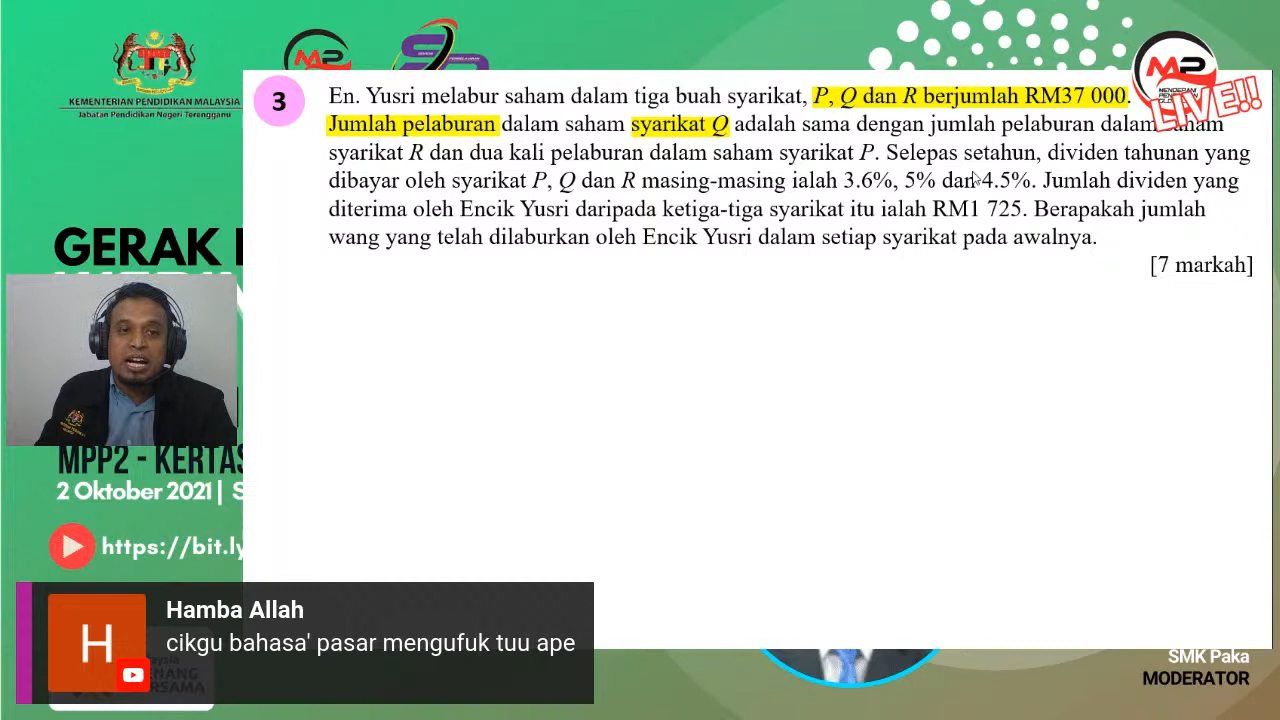 KEMENTERIAN PENDIDIKAN MALAYSIA
Jabatan Pendidikan Negeri Terengganu
MP
MP
LIVE!!
3
En. Yusri melabur saham dalam tiga buah syarikat, P, Q dan R berjumlah RM37 000.
Jumlah pelaburan dalam saham syarikat Q adalah sama dengan jumlah pelaburan dalam saham
syarikat R dan dua kali pelaburan dalam saham syarikat P. Selepas setahun, dividen tahunan yang
dibayar oleh syarikat P, Q dan R masing-masing ialah 3.6%, 5% dan 4.5%. Jumlah dividen yang
diterima oleh Encik Yusri daripada ketiga-tiga syarikat itu ialah RM1 725. Berapakah jumlah
wang yang telah dilaburkan oleh Encik Yusri dalam setiap syarikat pada awalnya.
[7 markah]
GERAK
MPP2 - KERTAS
2 Oktober 2021| S
https://bit.ly
Hamba Allah
H
cikgu bahasa' pasar mengufuk tuu ape
SMK Paka
MODERATOR